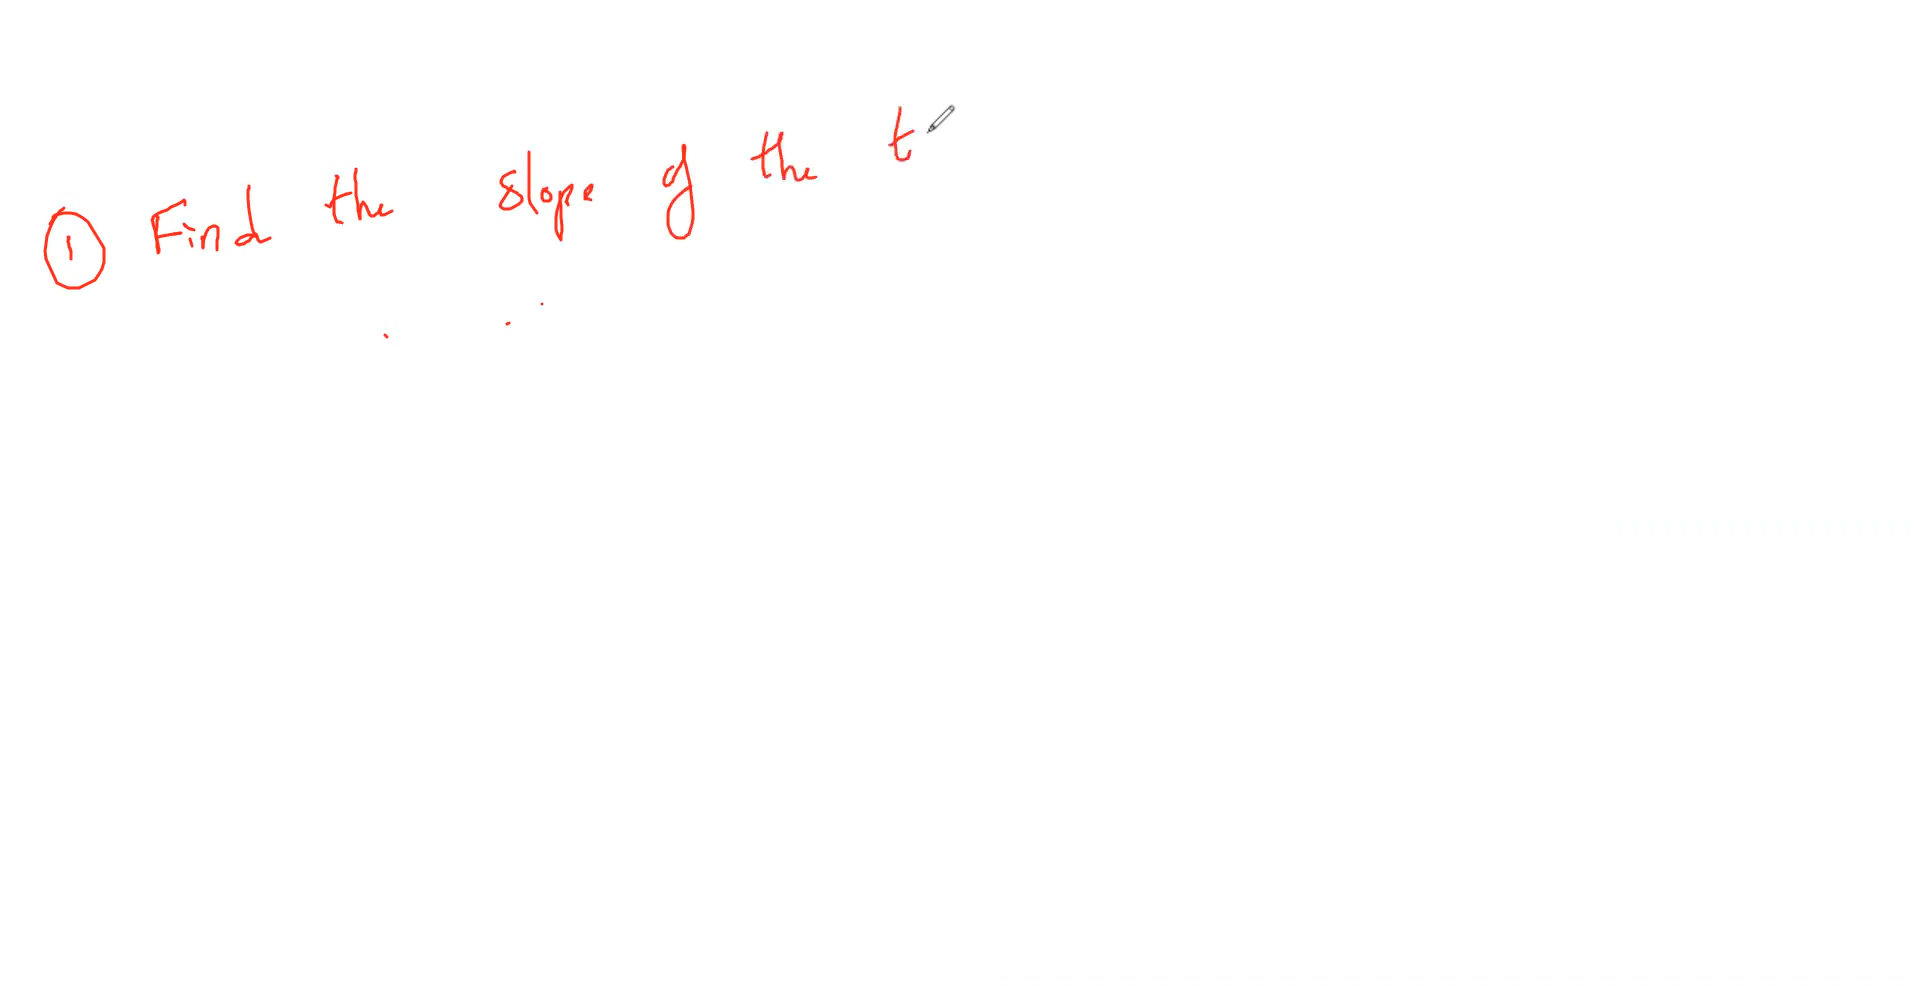 ① Find the slope of the t